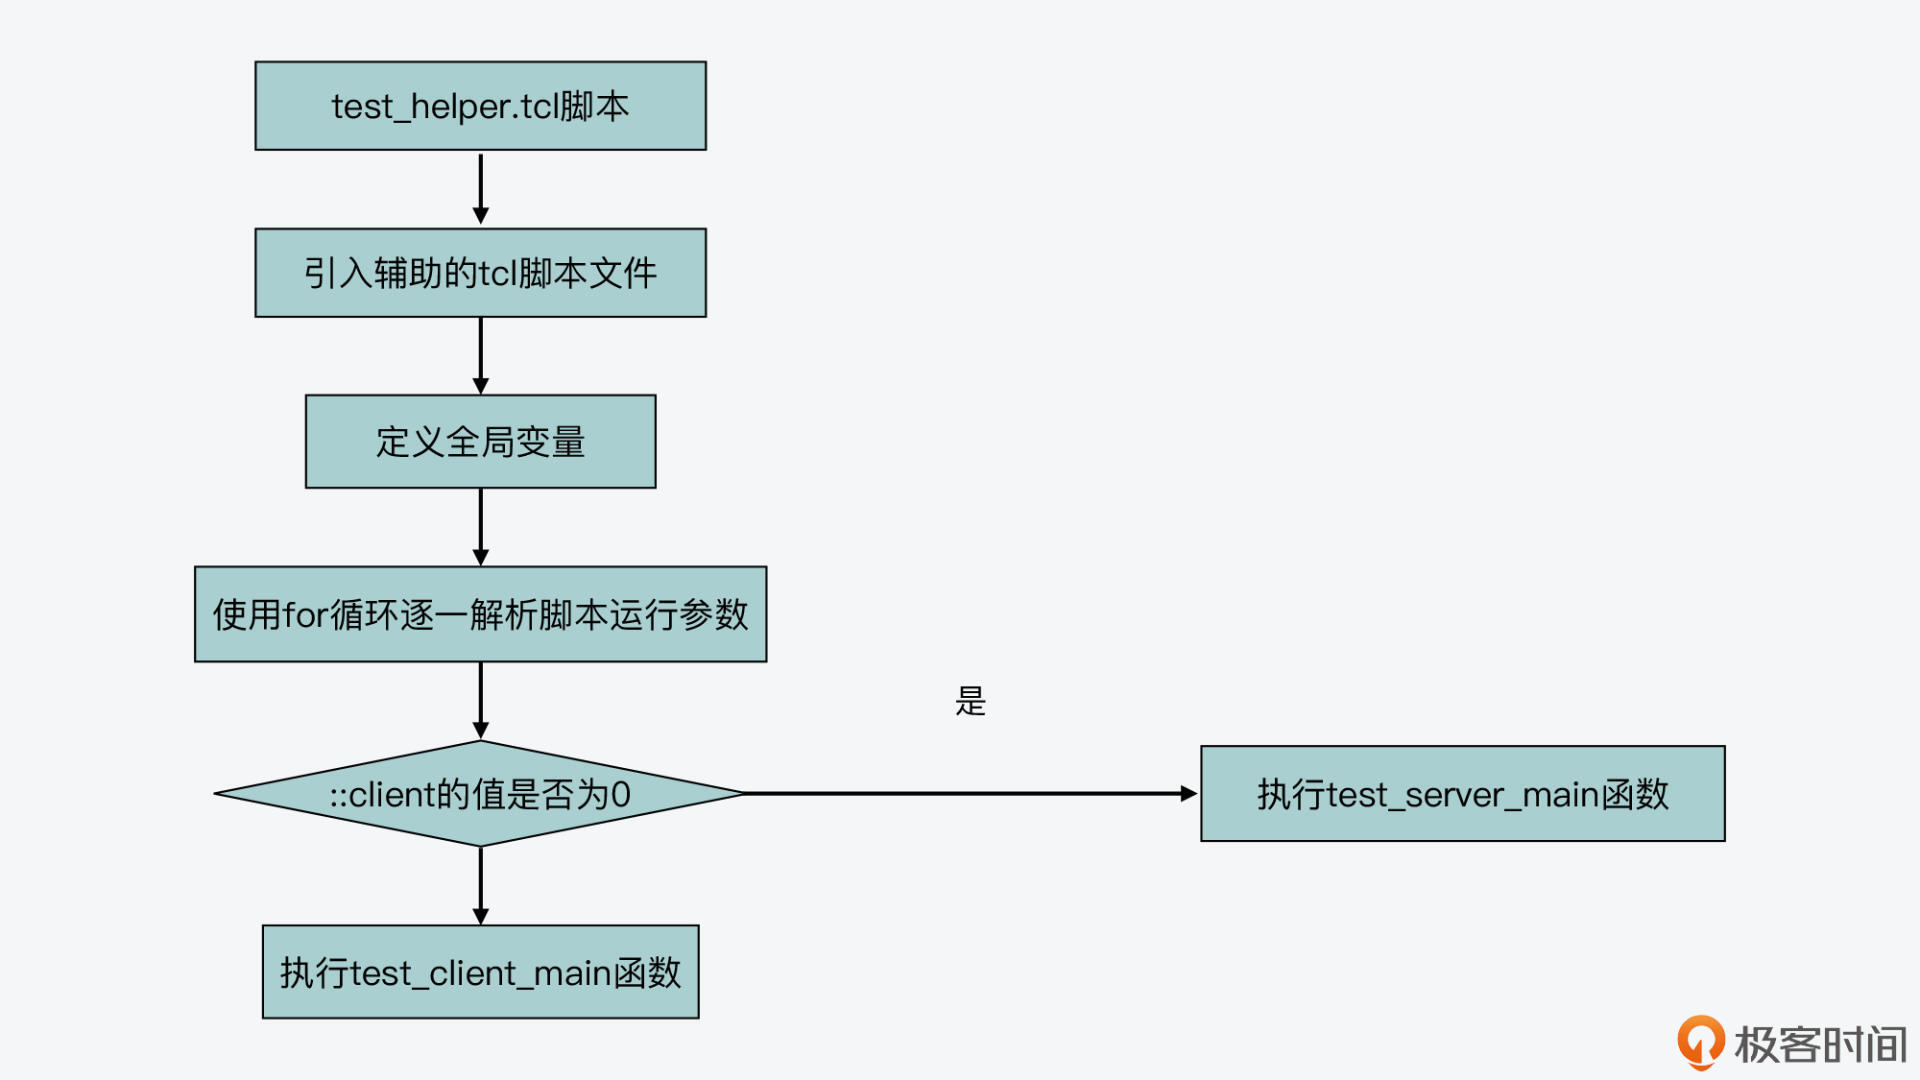 test_helper.tcl脚本
引入辅助的tcl脚本文件
定义全局变量
使用for循环逐一解析脚本运行参数
是
::client的值是否为0
执行test_server_main函数
执行test_client_main函数
极客时间